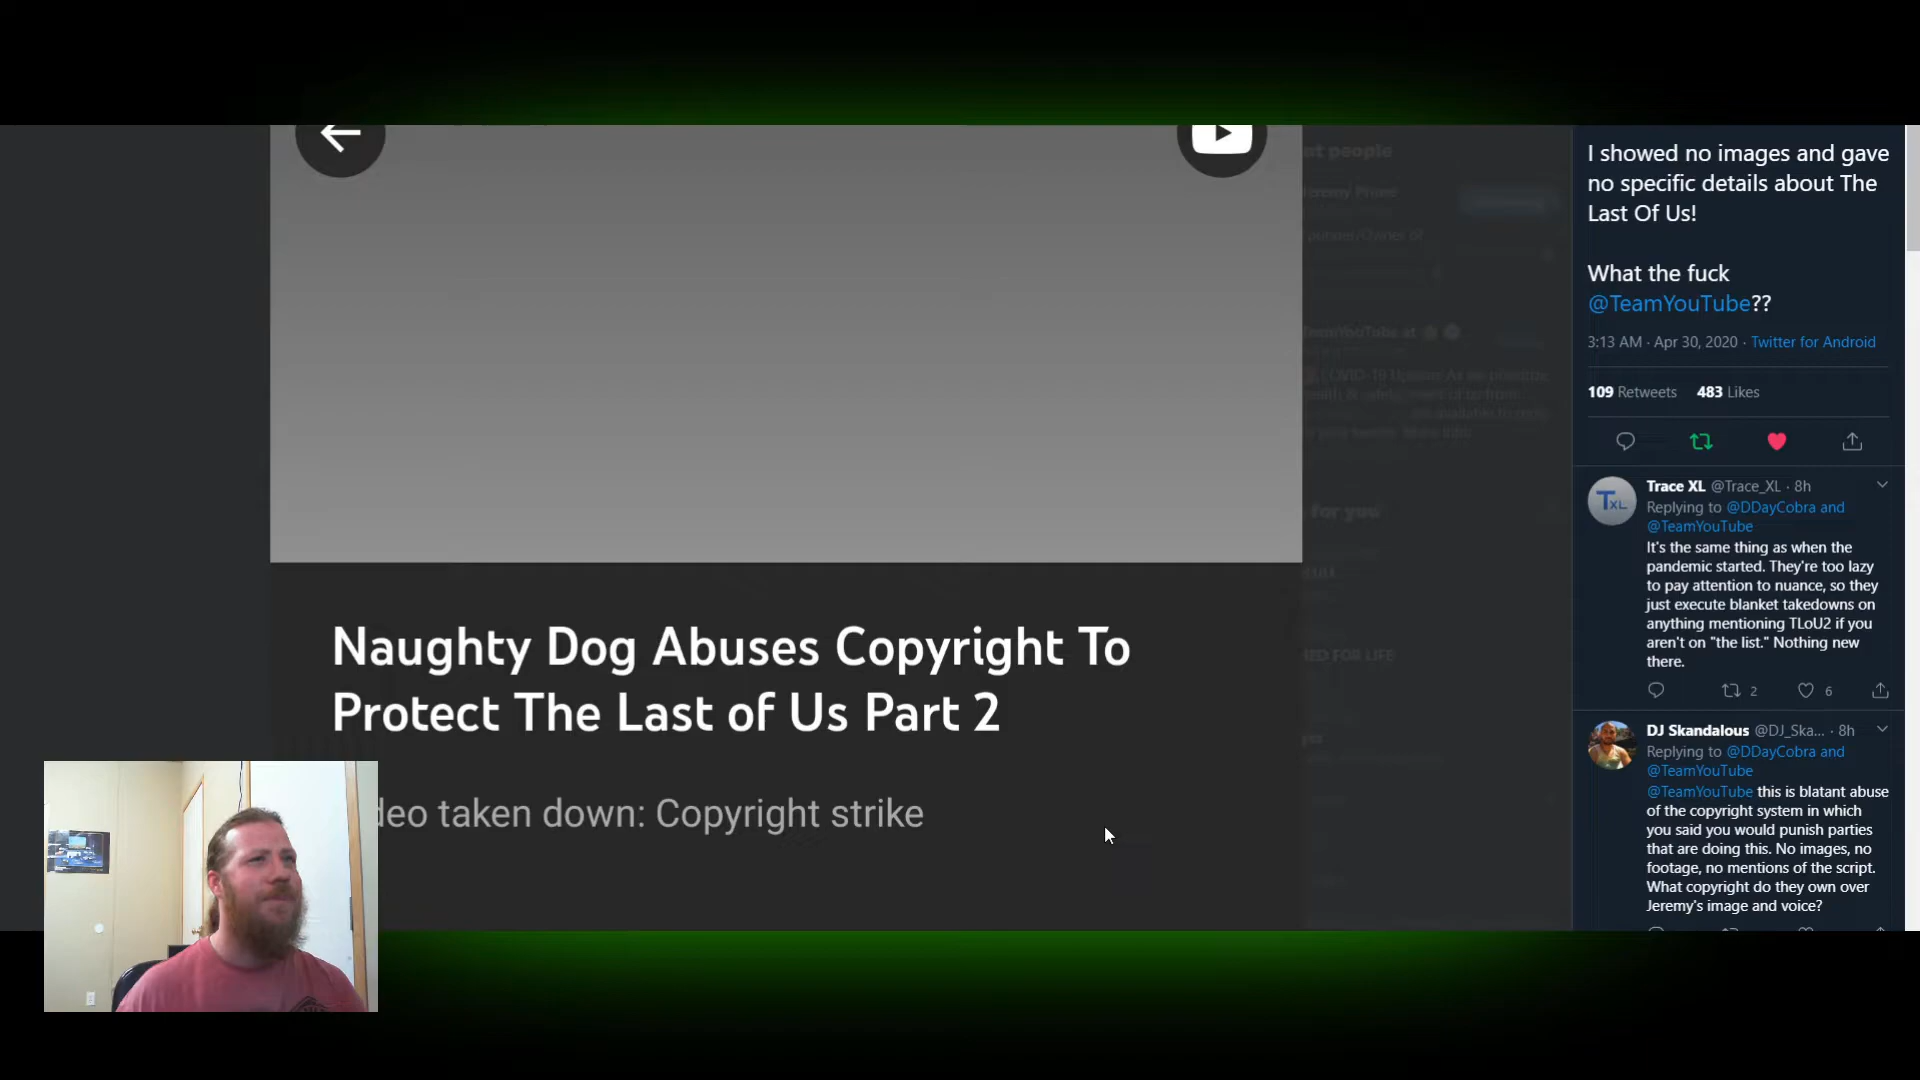 Naughty Dog Abuses Copyright To
Protect The Last of Us Part 2
deo taken down: Copyright strike
I showed no images and gave
no specific details about The
Last Of Us!
What the fuck
@TeamYouTube??
3:13 AM · Apr 30, 2020 · Twitter for Android
109 Retweets 483 Likes
Trace XL @Trace_XL · 8h
Replying to @DDayCobra and
@TeamYouTube
It's the same thing as when the
pandemic started. They're too lazy
to pay attention to nuance, so they
just execute blanket takedowns on
anything mentioning TLoU2 if you
aren't on "the list." Nothing new
there.
2 6
DJ Skandalous @DJ_Ska... · 8h
Replying to @DDayCobra and
@TeamYouTube
@TeamYouTube this is blatant abuse
of the copyright system in which
you said you would punish parties
that are doing this. No images, no
footage, no mentions of the script.
What copyright do they own over
Jeremy's image and voice?
TXL
for you